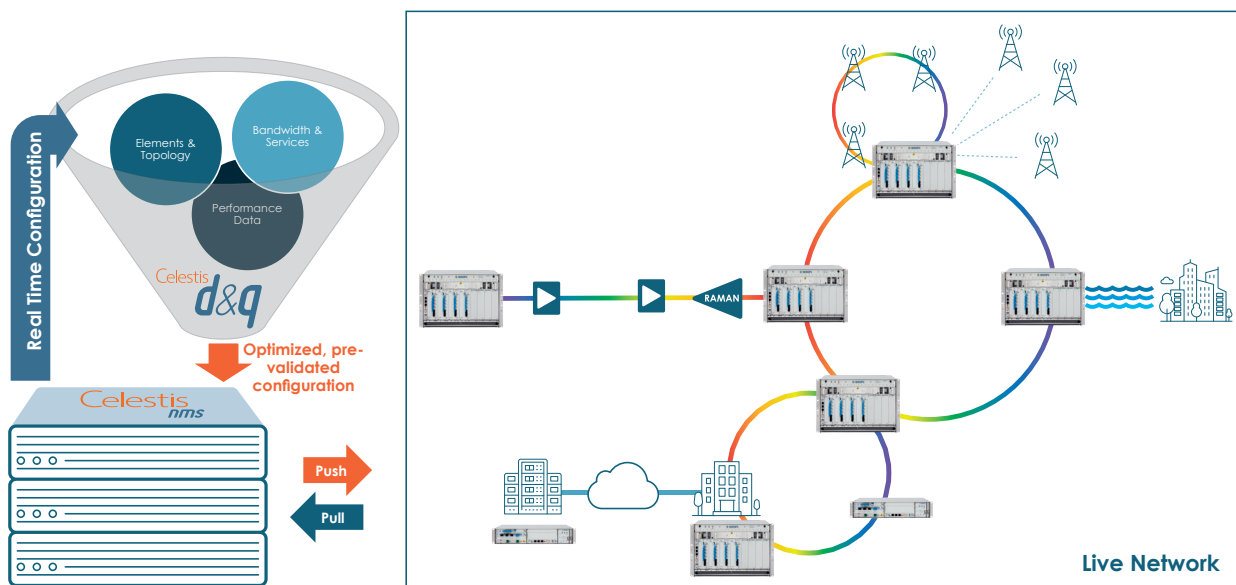 Real Time Configuration
Elements &
Topology
Bandwidth &
Services
Performance
Data
Celestis
d&q
Optimized, pre-
validated
configuration
Celestis
nms
Push
Pull
RAMAN
Live Network